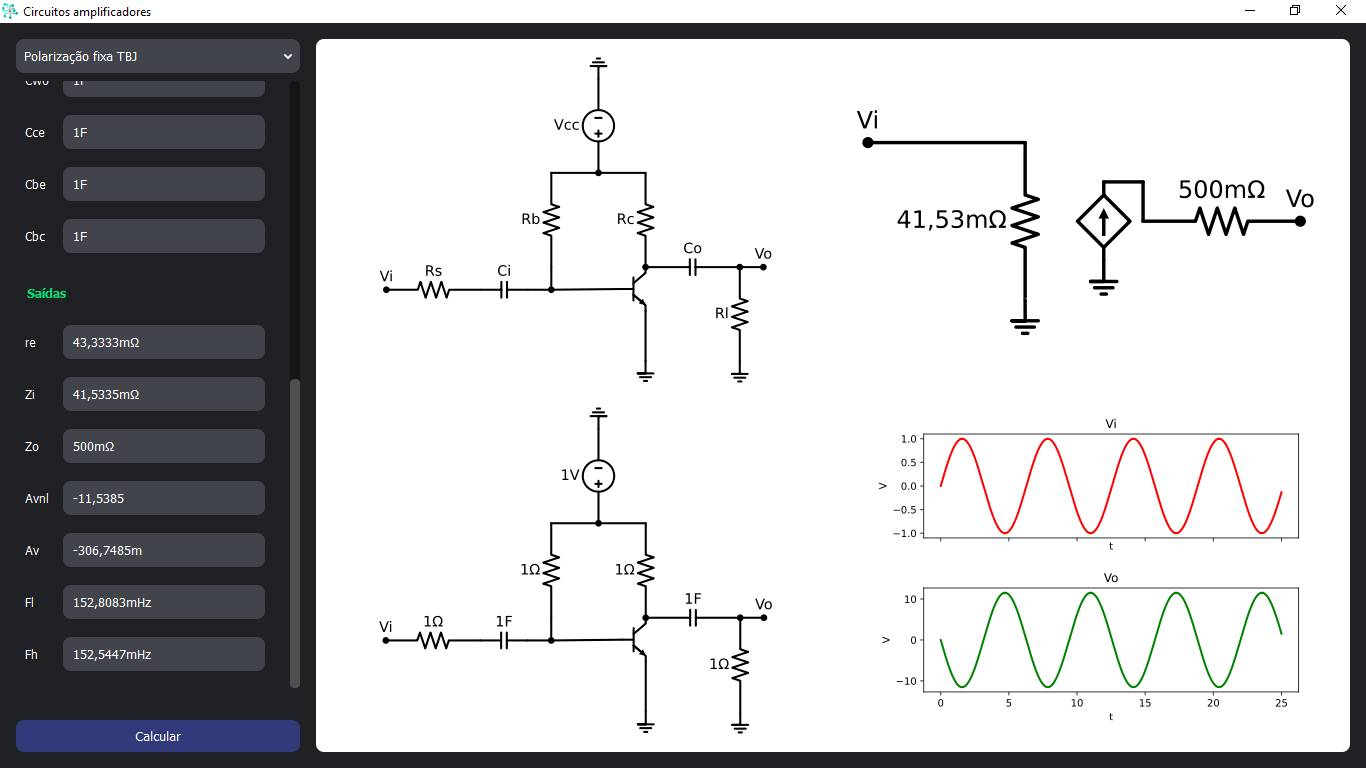 Circuitos amplificadores
Polarização fixa TBJ
Cwo 1F
Cce 1F
Cbe 1F
Cbc 1F
Saídas
re 43,3333mΩ
Zi 41,5335mΩ
Zo 500mΩ
Avnl -11,5385
Av -306,7485m
Fl 152,8083mHz
Fh 152,5447mHz
Calcular
Vcc
Rb
Rc
Vi
Rs
Ci
Co
Vo
Rl
Vi
41,53mΩ
500mΩ
Vo
1V
1Ω
1Ω
Vi
1Ω
1F
1F
Vo
1Ω
Vi
1.0
0.5
0.0
−0.5
−1.0
V
t
Vo
10
0
−10
V
0 5 10 15 20 25
t